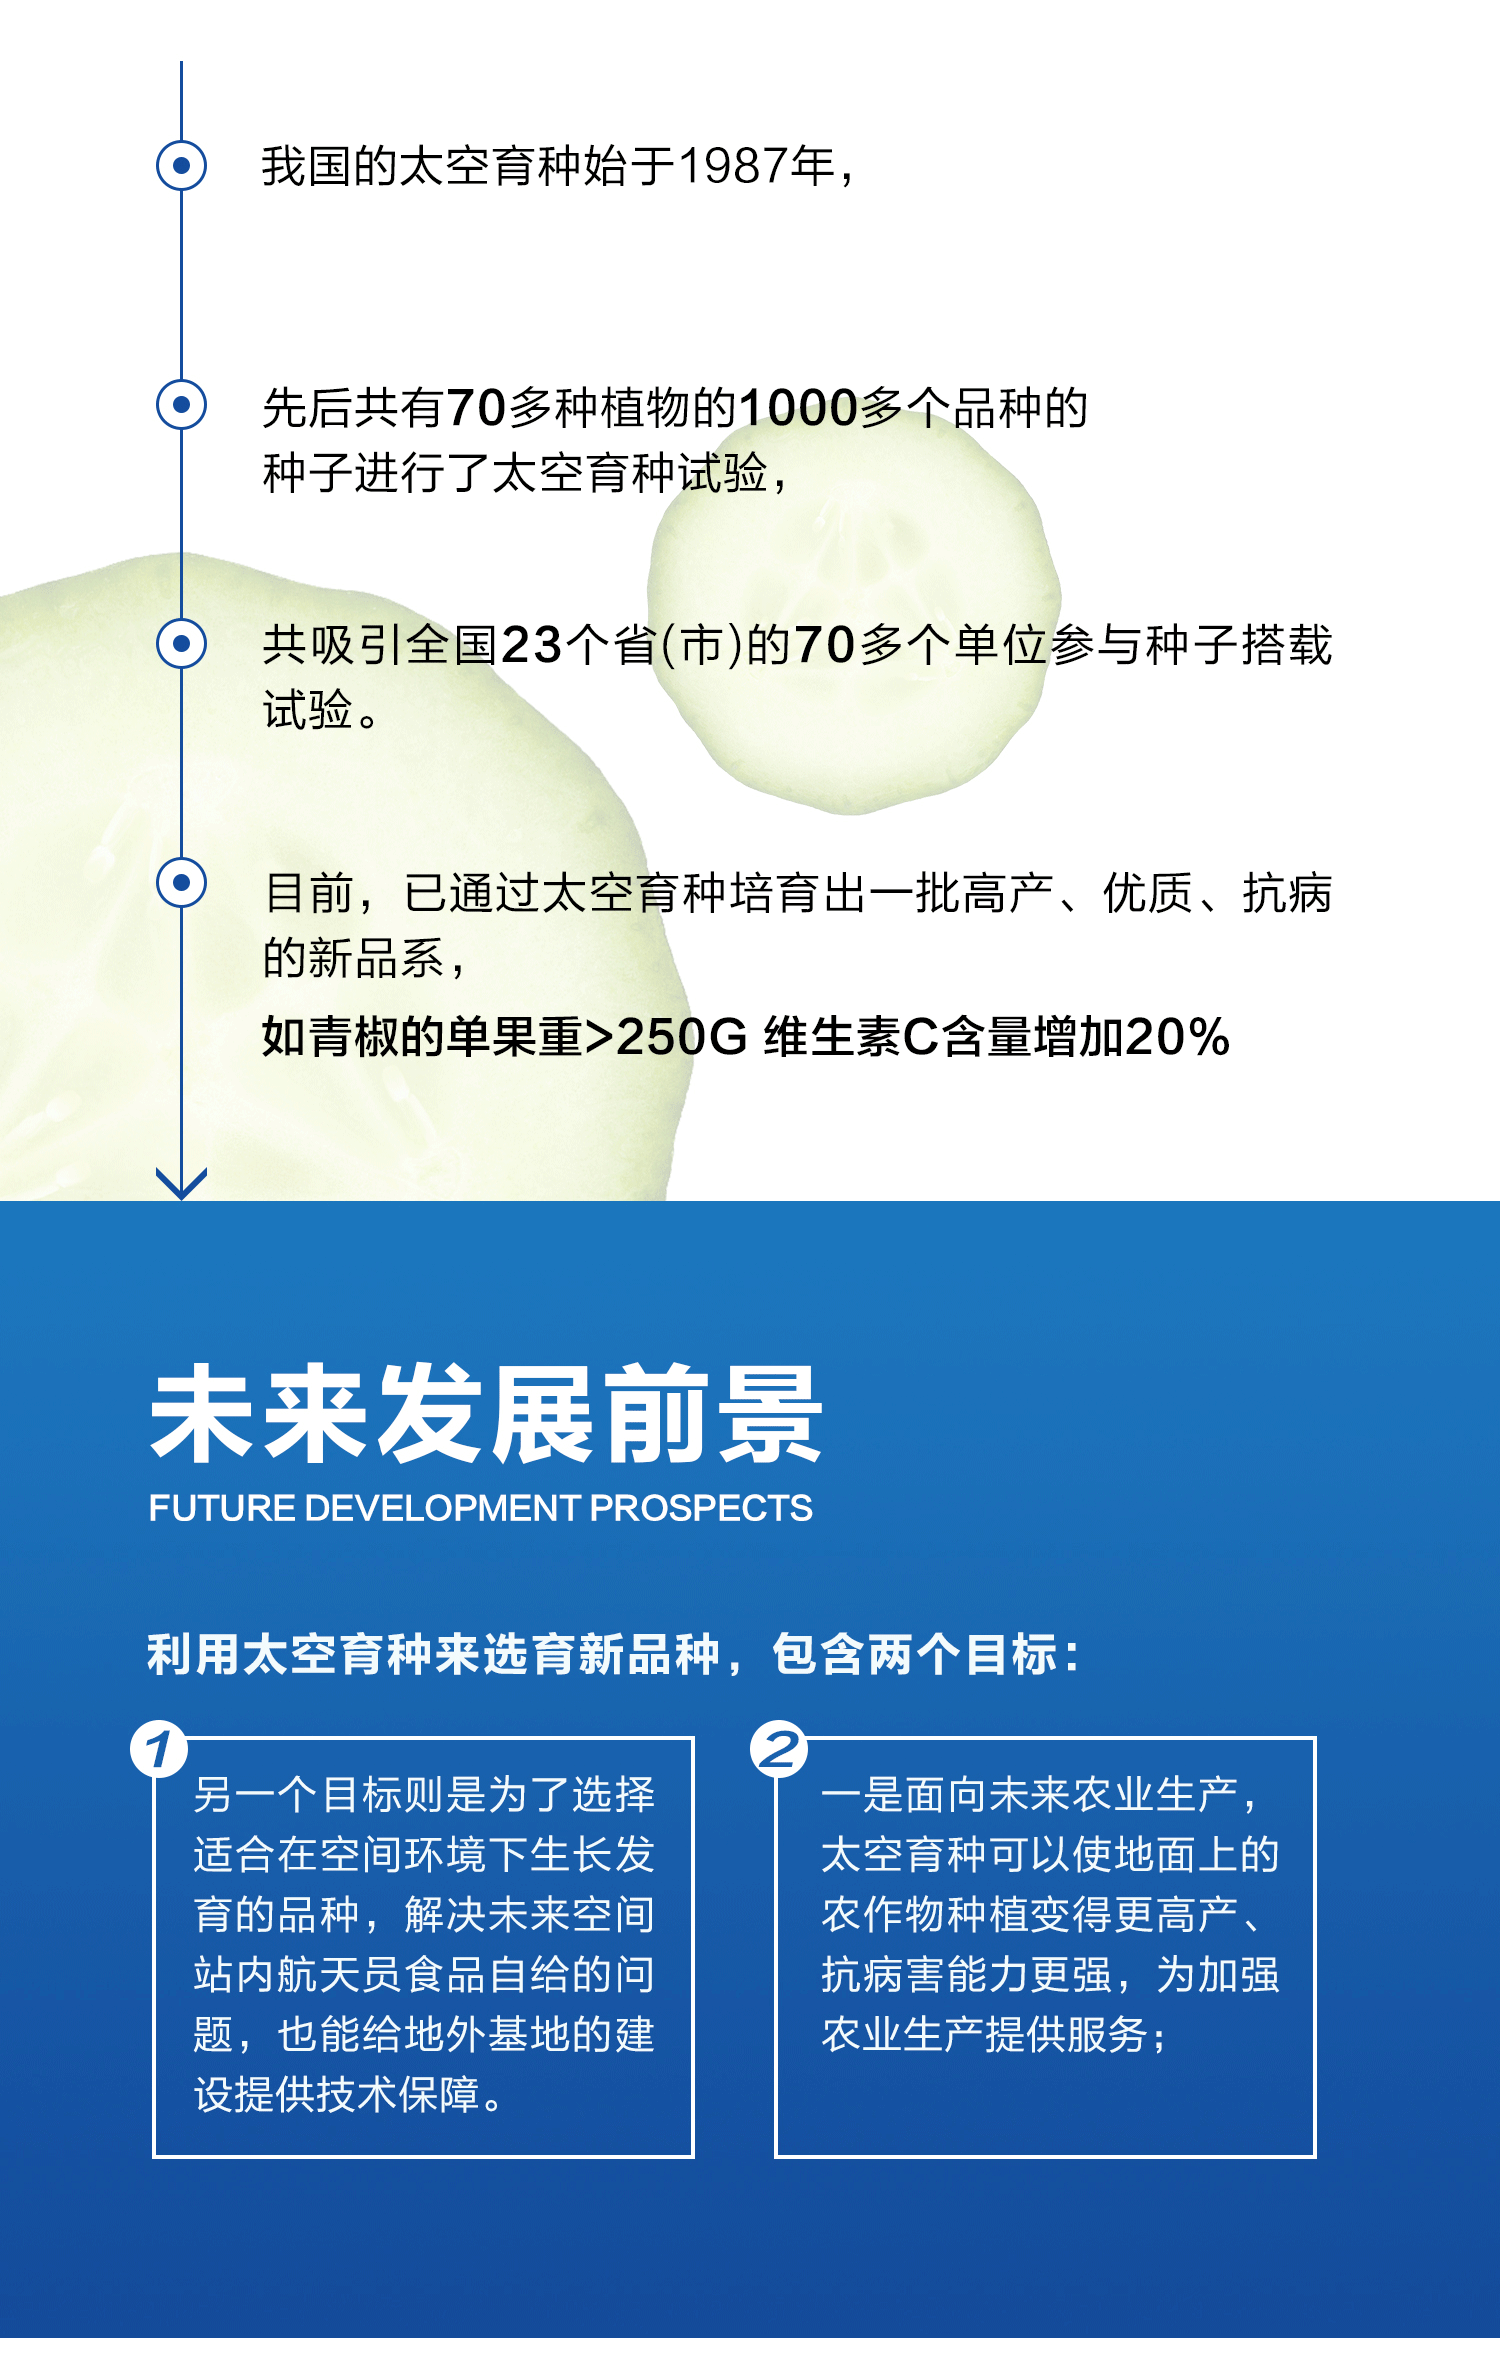 我国的太空育种始于1987年，
先后共有70多种植物的1000多个品种的
种子进行了太空育种试验，
共吸引全国23个省(市)的70多个单位参与种子搭载
试验。
目前，已通过太空育种培育出一批高产、优质、抗病
的新品系，
如青椒的单果重>250G 维生素C含量增加20%
未来发展前景
FUTURE DEVELOPMENT PROSPECTS
利用太空育种来选育新品种，包含两个目标：
1
另一个目标则是为了选择
适合在空间环境下生长发
育的品种，解决未来空间
站内航天员食品自给的问
题，也能给地外基地的建
设提供技术保障。
2
一是面向未来农业生产，
太空育种可以使地面上的
农作物种植变得更高产、
抗病害能力更强，为加强
农业生产提供服务；